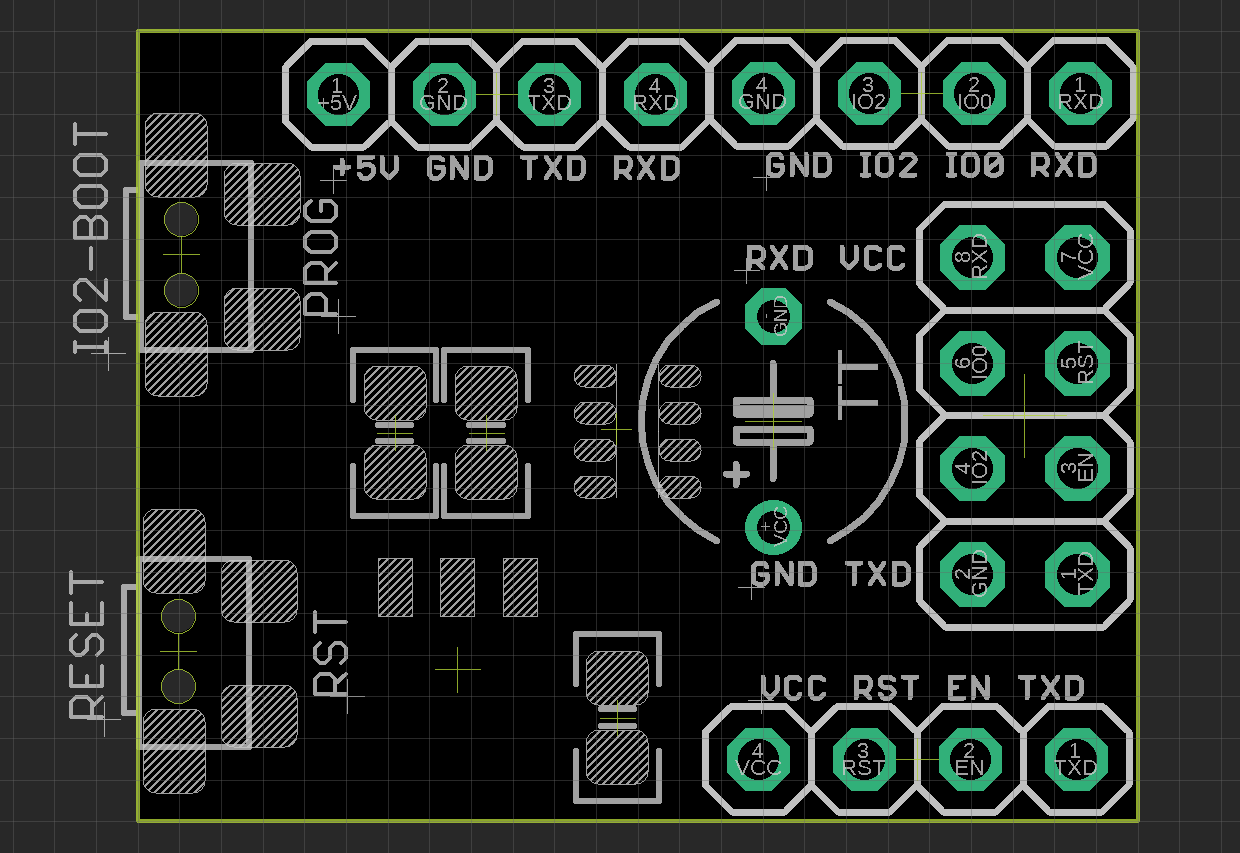 1 2 3 4 4 3 2 1
+5V GND TXD RXD GND IO2 IO0 RXD
+5V GND TXD RXD GND IO2 IO0 RXD
IO2-BOOT
PROG
RXD VCC
8 RXD
7 VCC
- GND
6 IO0
5 RST
TT
+
4 IO2
3 EN
+ VCC
GND TXD
2 GND
1 TXD
RESET
RST
VCC RST EN TXD
4 3 2 1
VCC RST EN TXD